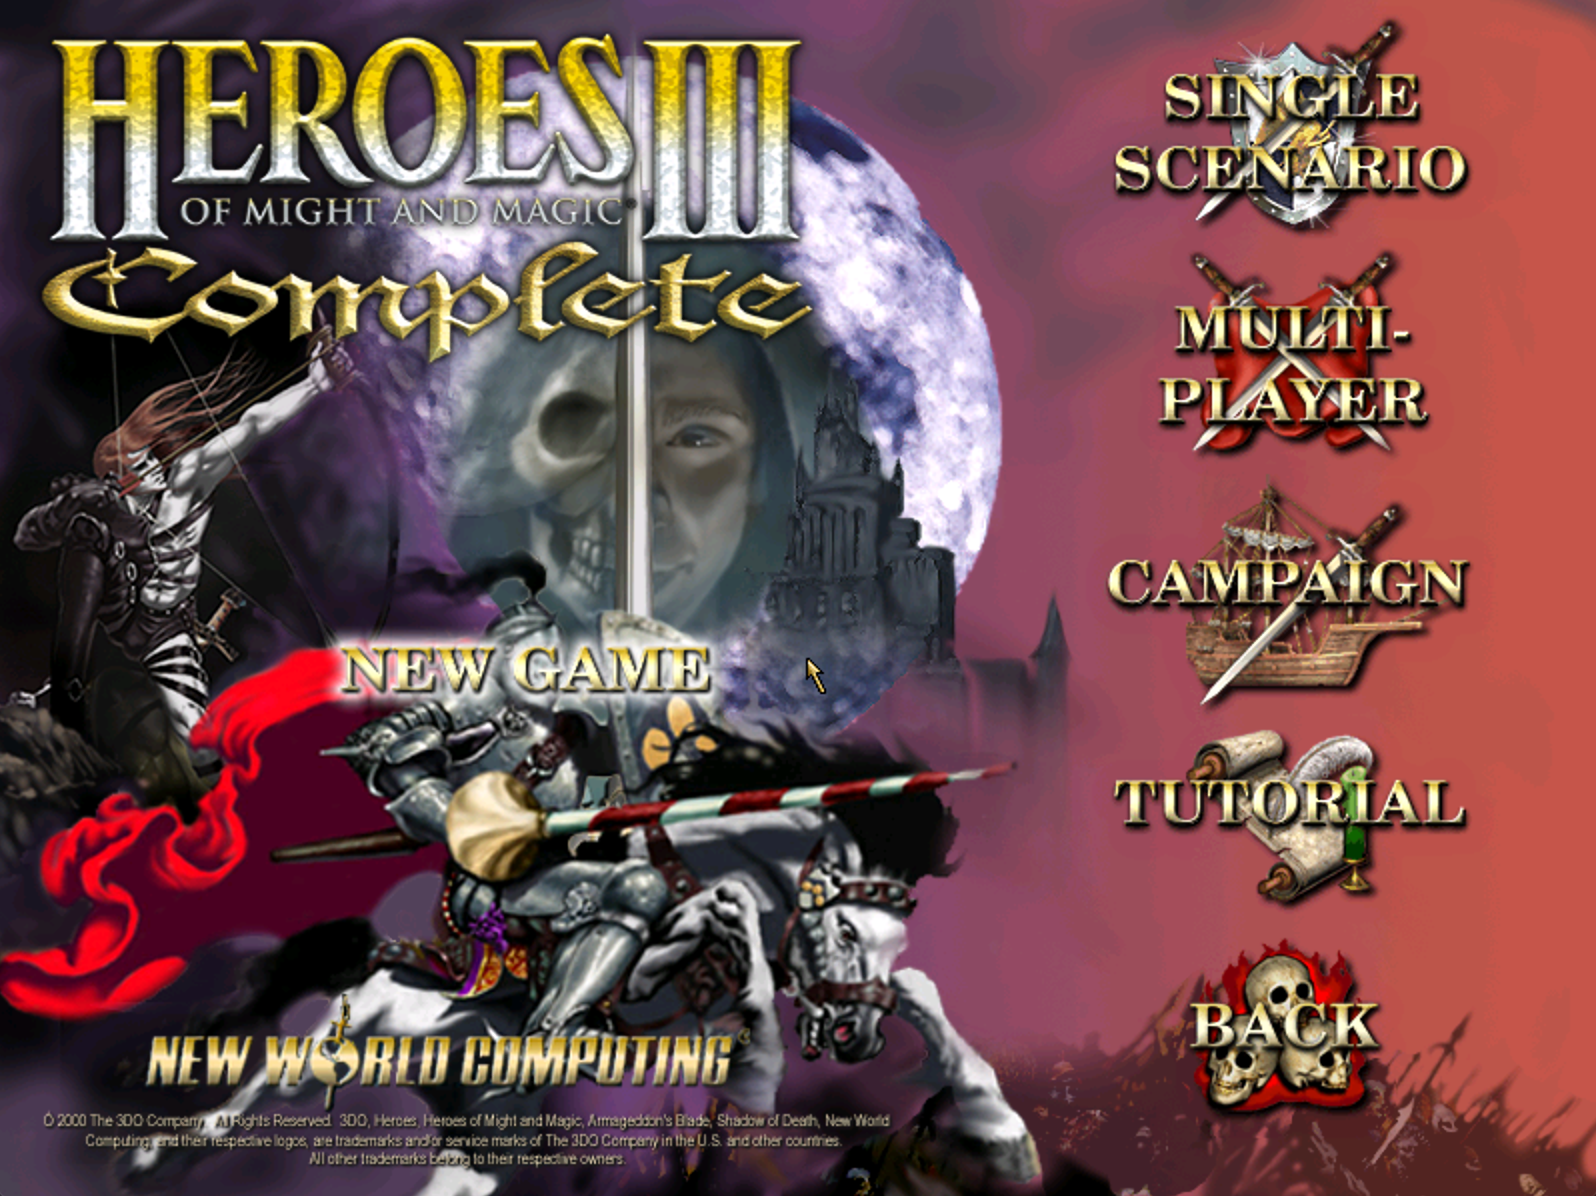 HEROES III
OF MIGHT AND MAGIC®
Complete
NEW GAME
SINGLE
SCENARIO
MULTI-
PLAYER
CAMPAIGN
TUTORIAL
BACK
NEW WORLD COMPUTING
© 2000 The 3DO Company. All Rights Reserved. 3DO, Heroes, Heroes of Might and Magic, Armageddon's Blade, Shadow of Death, New World
Computing, and their respective logos, are trademarks and/or service marks of The 3DO Company in the U.S. and other countries.
All other trademarks belong to their respective owners.